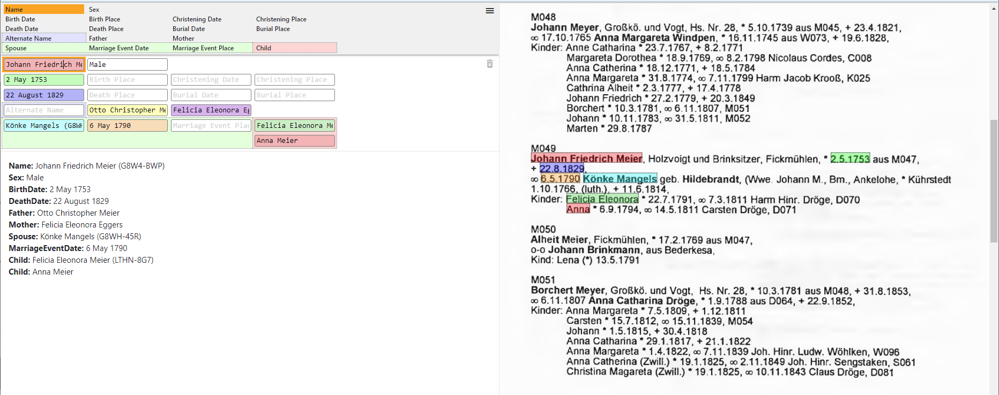 Name Sex
Birth Date Birth Place Christening Date Christening Place
Death Date Death Place Burial Date Burial Place
Alternate Name Father Mother
Spouse Marriage Event Date Marriage Event Place Child
Johann Friedrich Me Male
2 May 1753 Birth Place Christening Date Christening Place
22 August 1829 Death Place Burial Date Burial Place
Alternate Name Otto Christopher Me Felicia Eleonora Eg
Könke Mangels (G8WH 6 May 1790 Marriage Event Plac Felicia Eleonora Me
Anna Meier
Name: Johann Friedrich Meier (G8W4-BWP)
Sex: Male
BirthDate: 2 May 1753
DeathDate: 22 August 1829
Father: Otto Christopher Meier
Mother: Felicia Eleonora Eggers
Spouse: Könke Mangels (G8WH-45R)
MarriageEventDate: 6 May 1790
Child: Felicia Eleonora Meier (LTHN-8G7)
Child: Anna Meier
M048
Johann Meyer, Großkö. und Vogt, Hs. Nr. 28, * 5.10.1739 aus M045, + 23.4.1821,
∞ 17.10.1765 Anna Margareta Windpen, * 16.11.1745 aus W073, + 19.6.1828,
Kinder: Anne Catharina * 23.7.1767, + 8.2.1771
Margareta Dorothea * 18.9.1769, ∞ 8.2.1798 Nicolaus Cordes, C008
Anna Catherina * 18.12.1771, + 18.5.1784
Anna Margareta * 31.8.1774, ∞ 7.11.1799 Harm Jacob Krooß, K025
Cathrina Alheit * 2.3.1777, + 17.4.1778
Johann Friedrich * 27.2.1779, + 20.3.1849
Borchert * 10.3.1781, ∞ 6.11.1807, M051
Johann * 10.11.1783, ∞ 31.5.1811, M052
Marten * 29.8.1787
M049
Johann Friedrich Meier, Holzvoigt und Brinksitzer, Fickmühlen, * 2.5.1753 aus M047,
+ 22.8.1829,
∞ 6.5.1790 Könke Mangels geb. Hildebrandt, (Wwe. Johann M., Bm., Ankelohe, * Kührstedt
1.10.1766, (luth.), + 11.6.1814,
Kinder: Felicia Eleonora * 22.7.1791, ∞ 7.3.1811 Harm Hinr. Dröge, D070
Anna * 6.9.1794, ∞ 14.5.1811 Carsten Dröge, D071
M050
Alheit Meier, Fickmühlen, * 17.2.1769 aus M047,
o-o Johann Brinkmann, aus Bederkesa,
Kind: Lena (*) 13.5.1791
M051
Borchert Meyer, Großkö. und Vogt, Hs. Nr. 28, * 10.3.1781 aus M048, + 31.8.1853,
∞ 6.11.1807 Anna Catharina Dröge, * 1.9.1788 aus D064, + 22.9.1852,
Kinder: Anna Margareta * 7.5.1809, + 1.12.1811
Carsten * 15.7.1812, ∞ 15.11.1839, M054
Johann * 1.5.1815, + 30.4.1818
Anna Catharina * 29.1.1817, + 21.1.1822
Anna Margareta * 1.4.1822, ∞ 7.11.1839 Joh. Hinr. Ludw. Wöhlken, W096
Anna Catherina (Zwill.) * 19.1.1825, ∞ 2.11.1849 Joh. Hinr. Sengstaken, S061
Christina Magareta (Zwill.) * 19.1.1825, ∞ 10.11.1843 Claus Dröge, D081